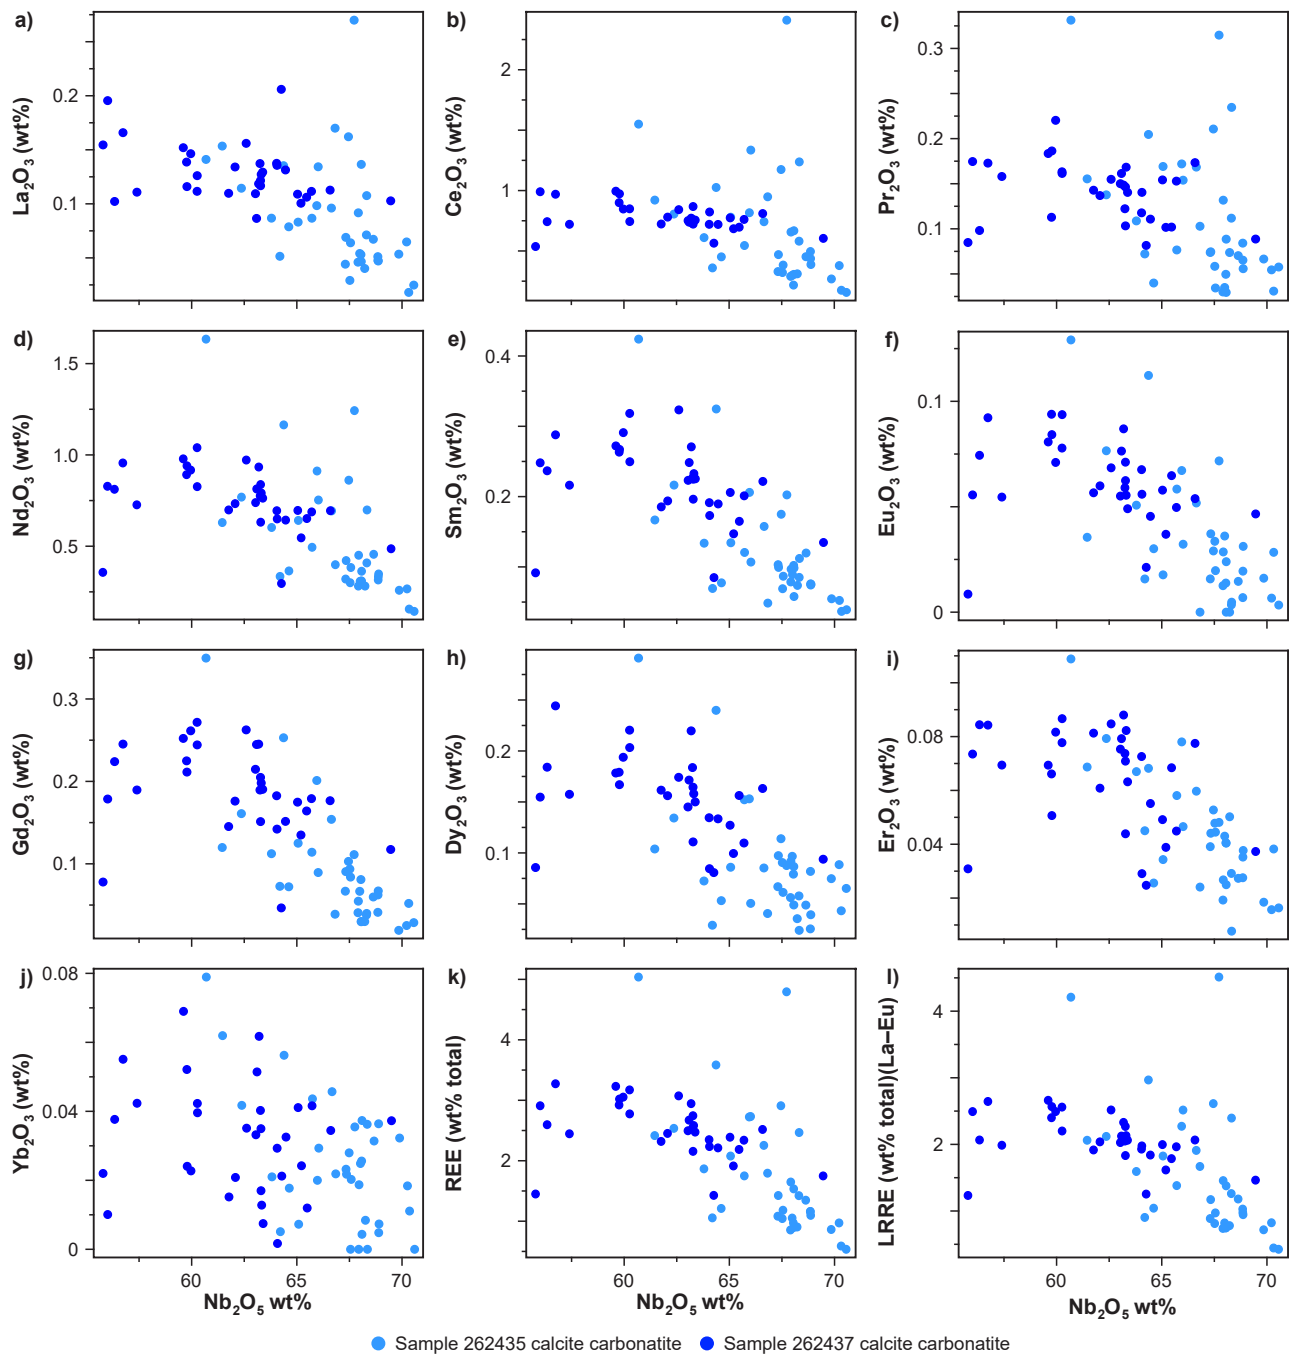 a)
La₂O₃ (wt%)
0.2
0.1
b)
Ce₂O₃ (wt%)
2
1
c)
Pr₂O₃ (wt%)
0.3
0.2
0.1
d)
Nd₂O₃ (wt%)
1.5
1.0
0.5
e)
Sm₂O₃ (wt%)
0.4
0.2
f)
Eu₂O₃ (wt%)
0.1
0
g)
Gd₂O₃ (wt%)
0.3
0.2
0.1
h)
Dy₂O₃ (wt%)
0.2
0.1
i)
Er₂O₃ (wt%)
0.08
0.04
j)
Yb₂O₃ (wt%)
0.08
0.04
0
60 65 70
Nb₂O₅ wt%
k)
REE (wt% total)
4
2
60 65 70
Nb₂O₅ wt%
l)
LRRE (wt% total)(La–Eu)
4
2
60 65 70
Nb₂O₅ wt%
Sample 262435 calcite carbonatite Sample 262437 calcite carbonatite